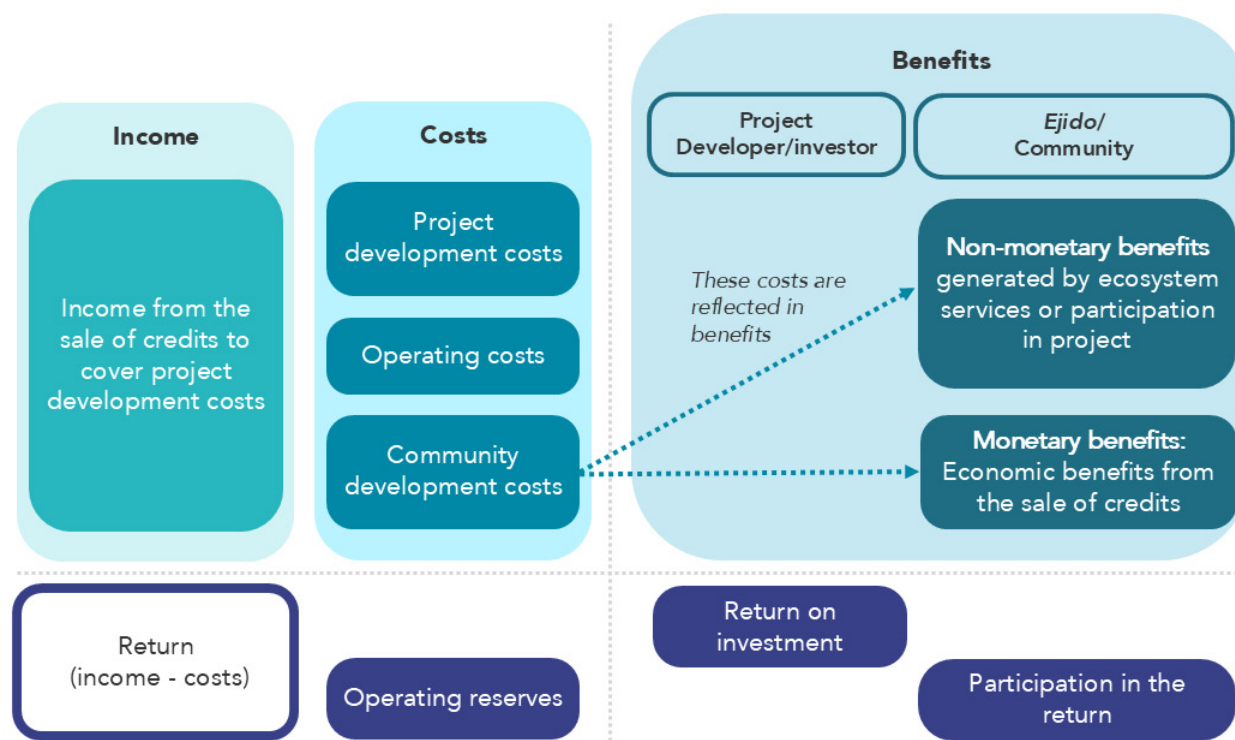 Income
Income from the
sale of credits to
cover project
development costs
Costs
Project
development costs
Operating costs
Community
development costs
Benefits
Project
Developer/investor
Ejido/
Community
These costs are
reflected in
benefits
Non-monetary benefits
generated by ecosystem
services or participation
in project
Monetary benefits:
Economic benefits from
the sale of credits
Return
(income - costs)
Operating reserves
Return on
investment
Participation in the
return